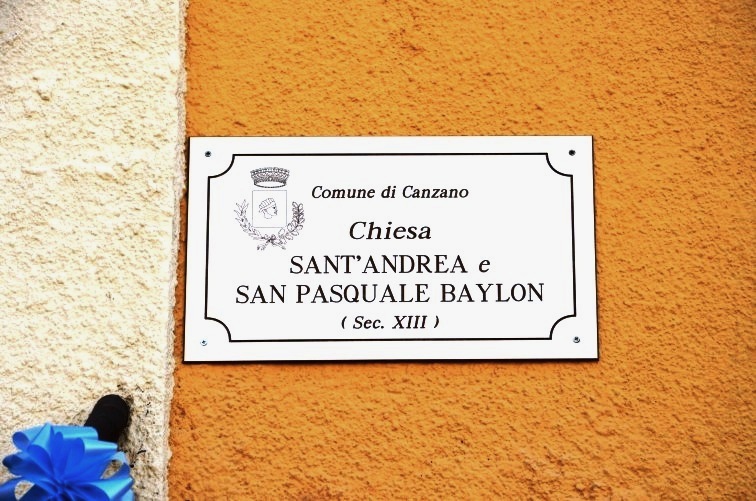 Comune di Canzano
Chiesa
SANT'ANDREA e
SAN PASQUALE BAYLON
( Sec. XIII )